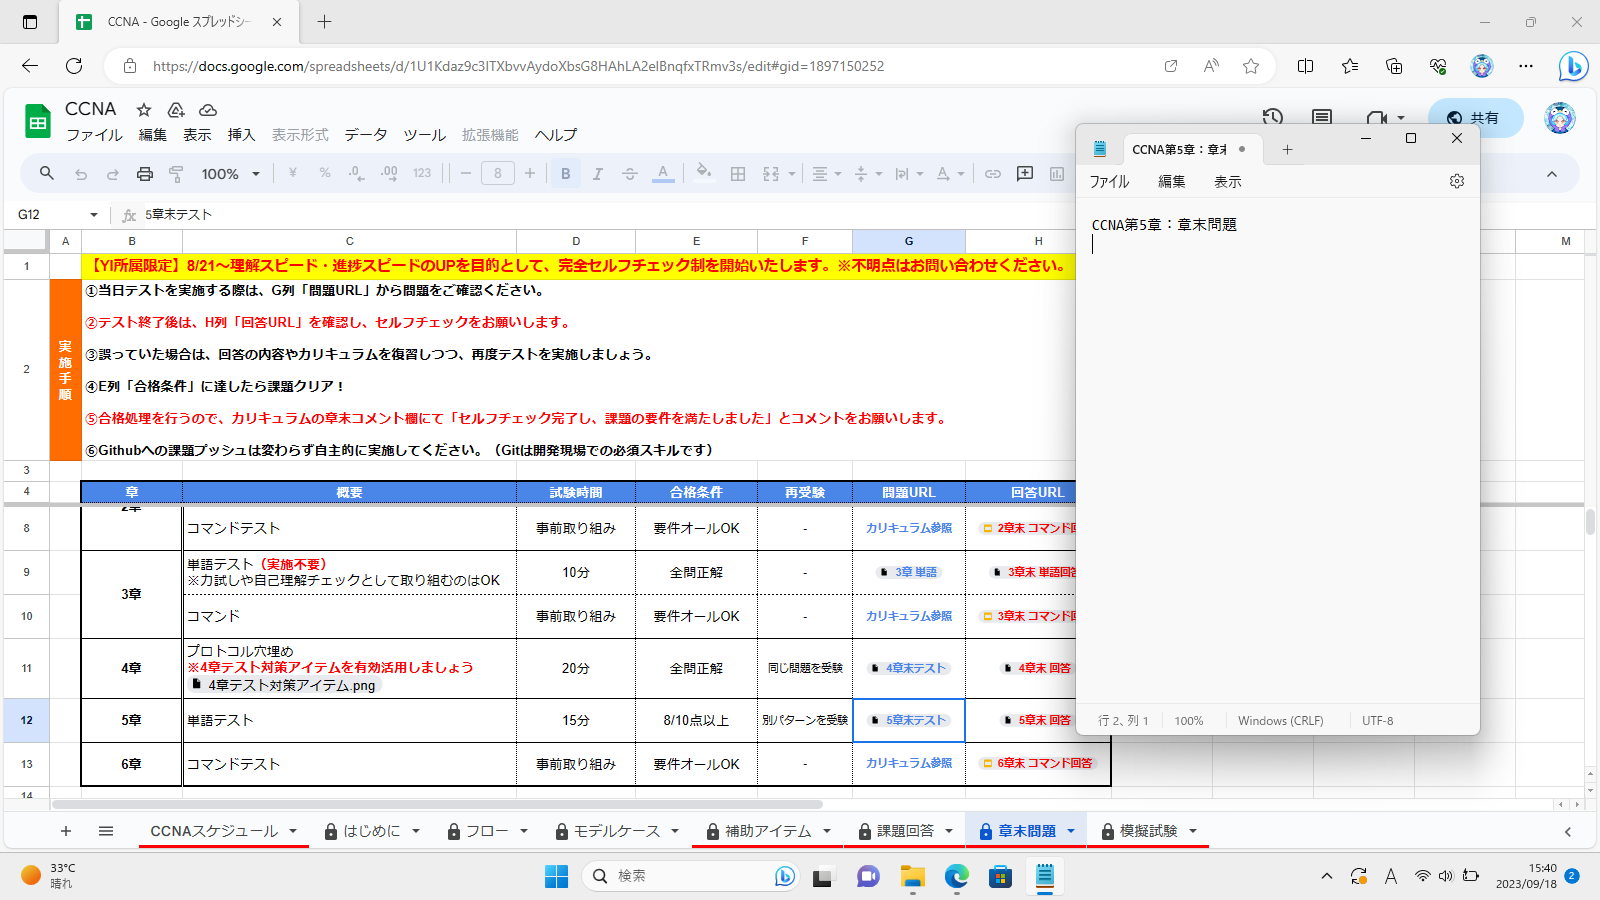 CCNA - Google スプレッドシー
https://docs.google.com/spreadsheets/d/1U1Kdaz9c3lTXbvvAydoXbsG8HAhLA2elBnqfxTRmv3s/edit#gid=1897150252
CCNA
ファイル 編集 表示 挿入 表示形式 データ ツール 拡張機能 ヘルプ
共有
100% ¥ % .0 .00 123 8 B I A
G12 fx 5章末テスト
A B C D E F G H M
1 【YI所属限定】8/21～理解スピード・進捗スピードのUPを目的として、完全セルフチェック制を開始いたします。※不明点はお問い合わせください。
2 実施手順
①当日テストを実施する際は、G列「問題URL」から問題をご確認ください。
②テスト終了後は、H列「回答URL」を確認し、セルフチェックをお願いします。
③誤っていた場合は、回答の内容やカリキュラムを復習しつつ、再度テストを実施しましょう。
④E列「合格条件」に達したら課題クリア！
⑤合格処理を行うので、カリキュラムの章末コメント欄にて「セルフチェック完了し、課題の要件を満たしました」とコメントをお願いします。
⑥Githubへの課題プッシュは変わらず自主的に実施してください。（Gitは開発現場での必須スキルです）
3
4 章 概要 試験時間 合格条件 再受験 問題URL 回答URL
2章
8 コマンドテスト 事前取り組み 要件オールOK - カリキュラム参照 2章末 コマンド回
9 単語テスト（実施不要）
※力試しや自己理解チェックとして取り組むのはOK 10分 全問正解 - 3章 単語 3章末 単語回答
3章
10 コマンド 事前取り組み 要件オールOK - カリキュラム参照 3章末 コマンド回
11 4章 プロトコル穴埋め
※4章テスト対策アイテムを有効活用しましょう
4章テスト対策アイテム.png 20分 全問正解 同じ問題を受験 4章末テスト 4章末 回答
12 5章 単語テスト 15分 8/10点以上 別パターンを受験 5章末テスト 5章末 回答
13 6章 コマンドテスト 事前取り組み 要件オールOK - カリキュラム参照 6章末 コマンド回答
14
CCNAスケジュール はじめに フロー モデルケース 補助アイテム 課題回答 章末問題 模擬試験
CCNA第5章：章末
ファイル 編集 表示
CCNA第5章：章末問題
行 2、列 1 100% Windows (CRLF) UTF-8
33°C
晴れ
検索
A
15:40
2023/09/18
2